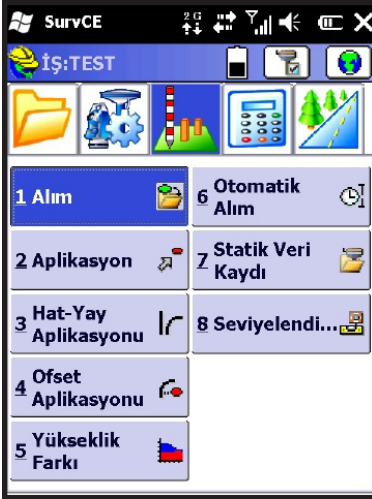 SurvCE 2G
İŞ:TEST
1 Alım
2 Aplikasyon
3 Hat-Yay
Aplikasyonu
4 Ofset
Aplikasyonu
5 Yükseklik
Farkı
6 Otomatik
Alım
7 Statik Veri
Kaydı
8 Seviyelendi...